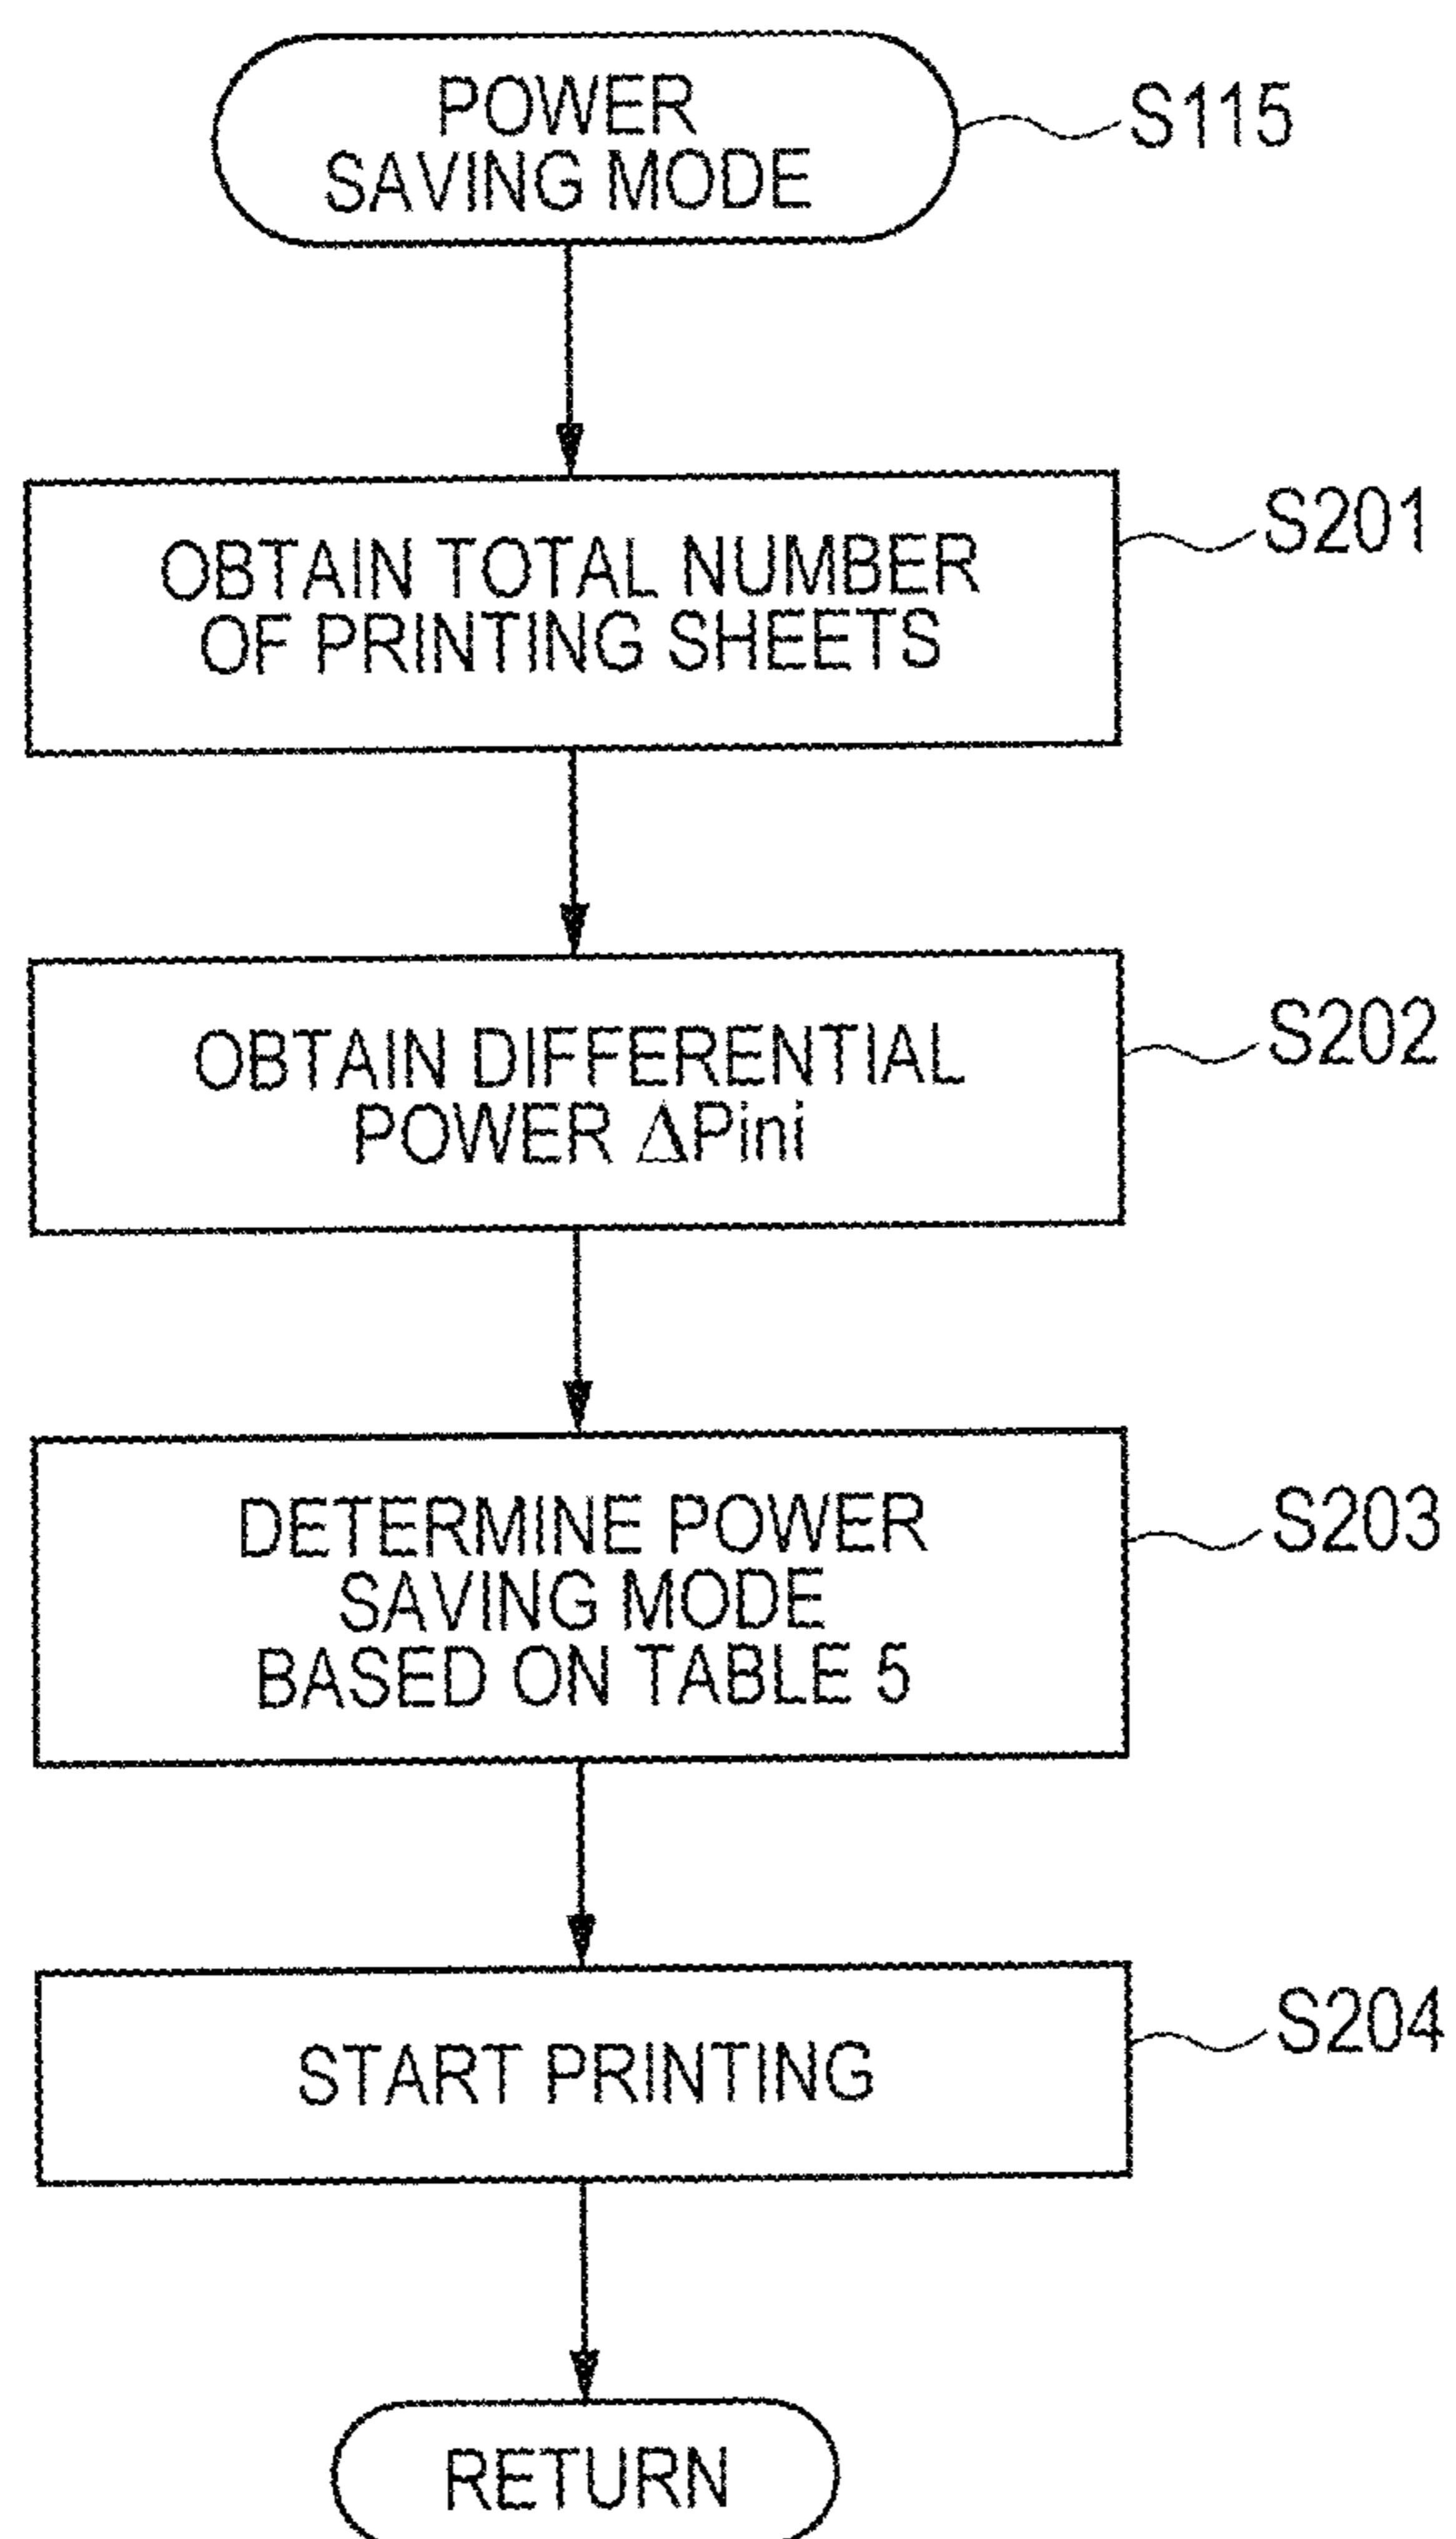 POWER
SAVING MODE
S115
OBTAIN TOTAL NUMBER
OF PRINTING SHEETS
S201
OBTAIN DIFFERENTIAL
POWER ΔPini
S202
DETERMINE POWER
SAVING MODE
BASED ON TABLE 5
S203
START PRINTING
S204
RETURN